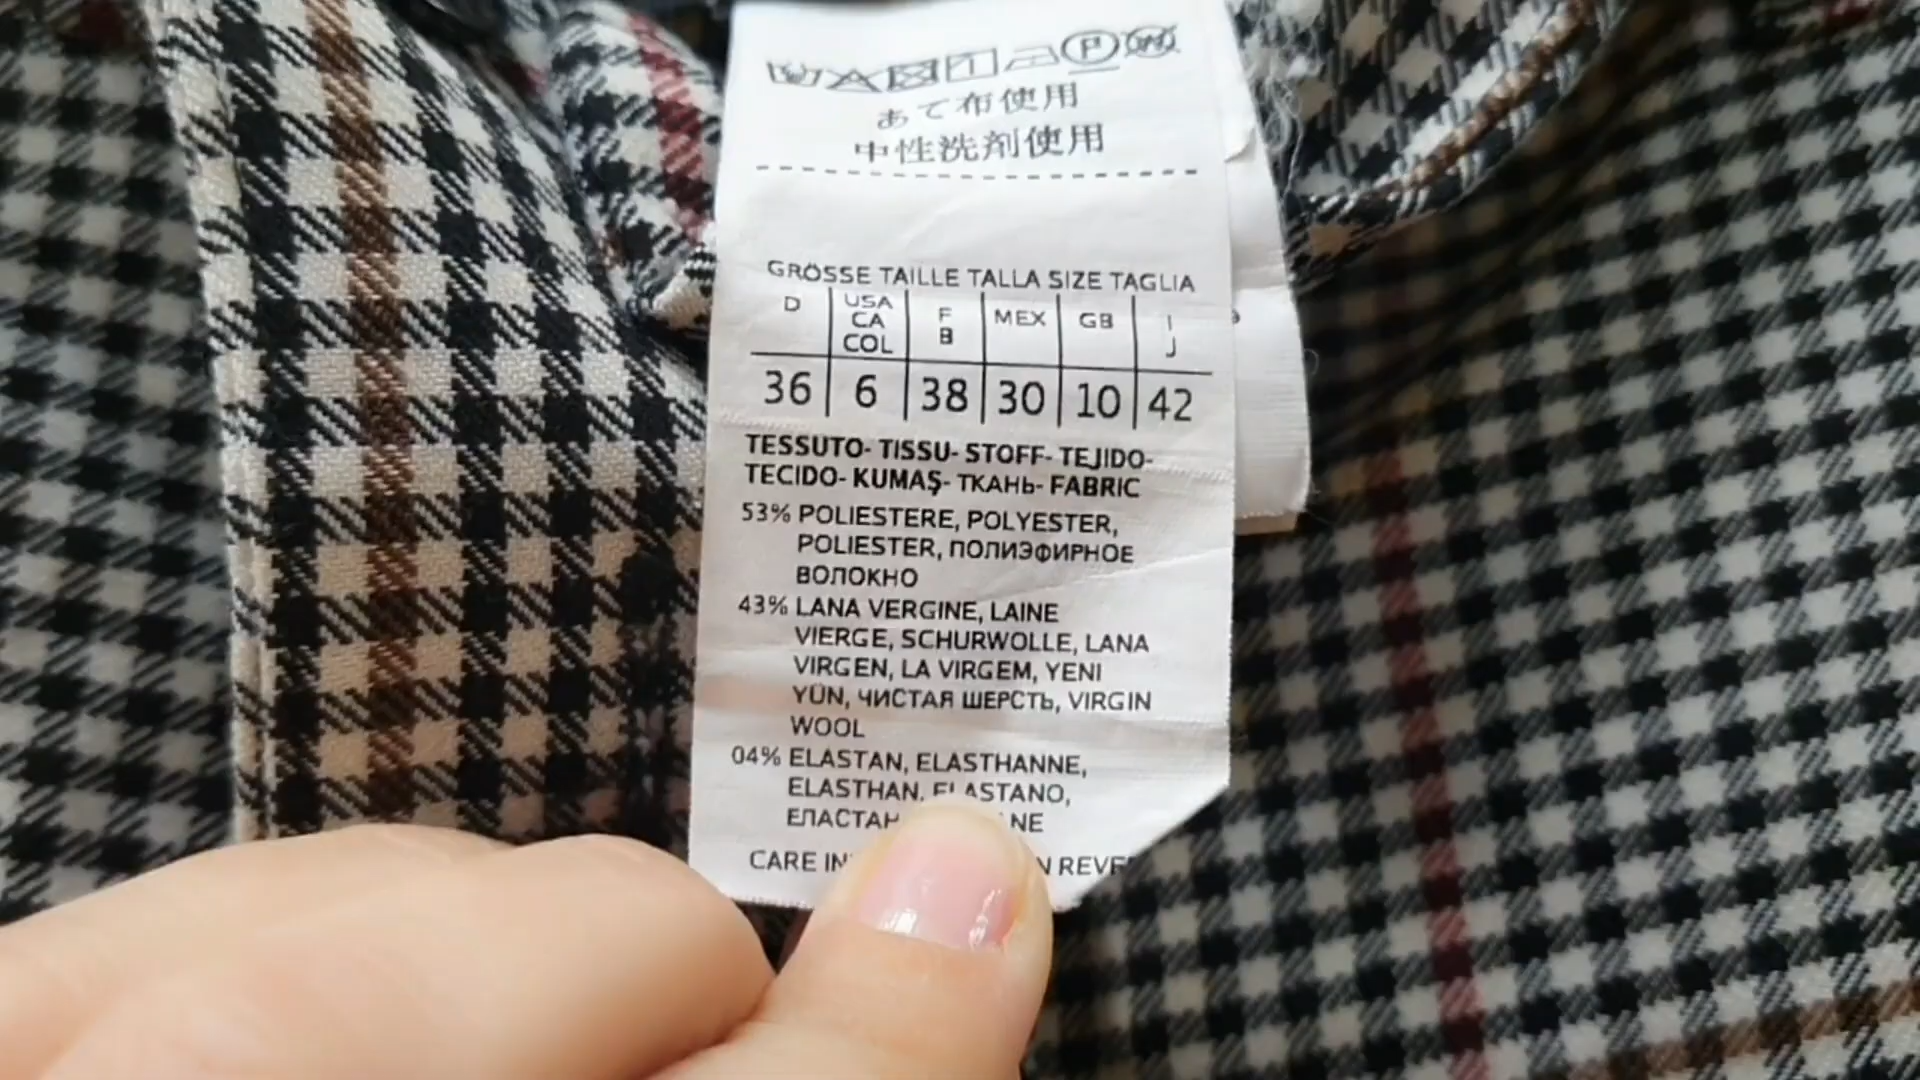 あて布使用
中性洗剤使用
GRÖSSE TAILLE TALLA SIZE TAGLIA
D USA CA COL F B MEX GB I J
36 6 38 30 10 42
TESSUTO- TISSU- STOFF- TEJIDO-
TECIDO- KUMAŞ- ТКАНЬ- FABRIC
53% POLIESTERE, POLYESTER,
POLIESTER, ПОЛИЭФИРНОЕ
ВОЛОКНО
43% LANA VERGINE, LAINE
VIERGE, SCHURWOLLE, LANA
VIRGEN, LA VIRGEM, YENI
YÜN, ЧИСТАЯ ШЕРСТЬ, VIRGIN
WOOL
04% ELASTAN, ELASTHANNE,
ELASTHAN, ELASTANO,
ЕЛАСТАН
CARE